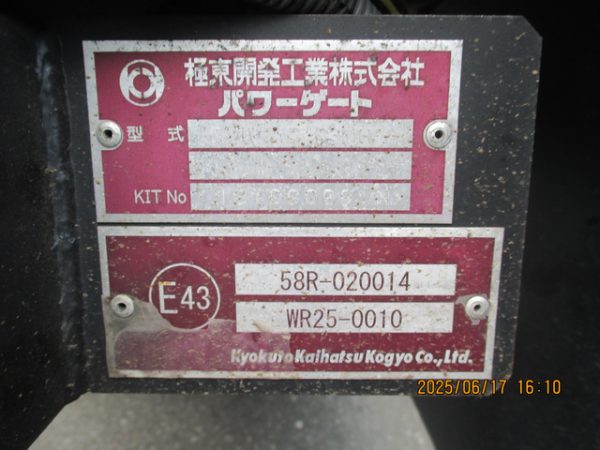 極東開発工業株式会社
パワーゲート
型 式
KIT No
E43
58R-020014
WR25-0010
Kyokuto Kaihatsu Kogyo Co., Ltd.
2025/06/17 16:10